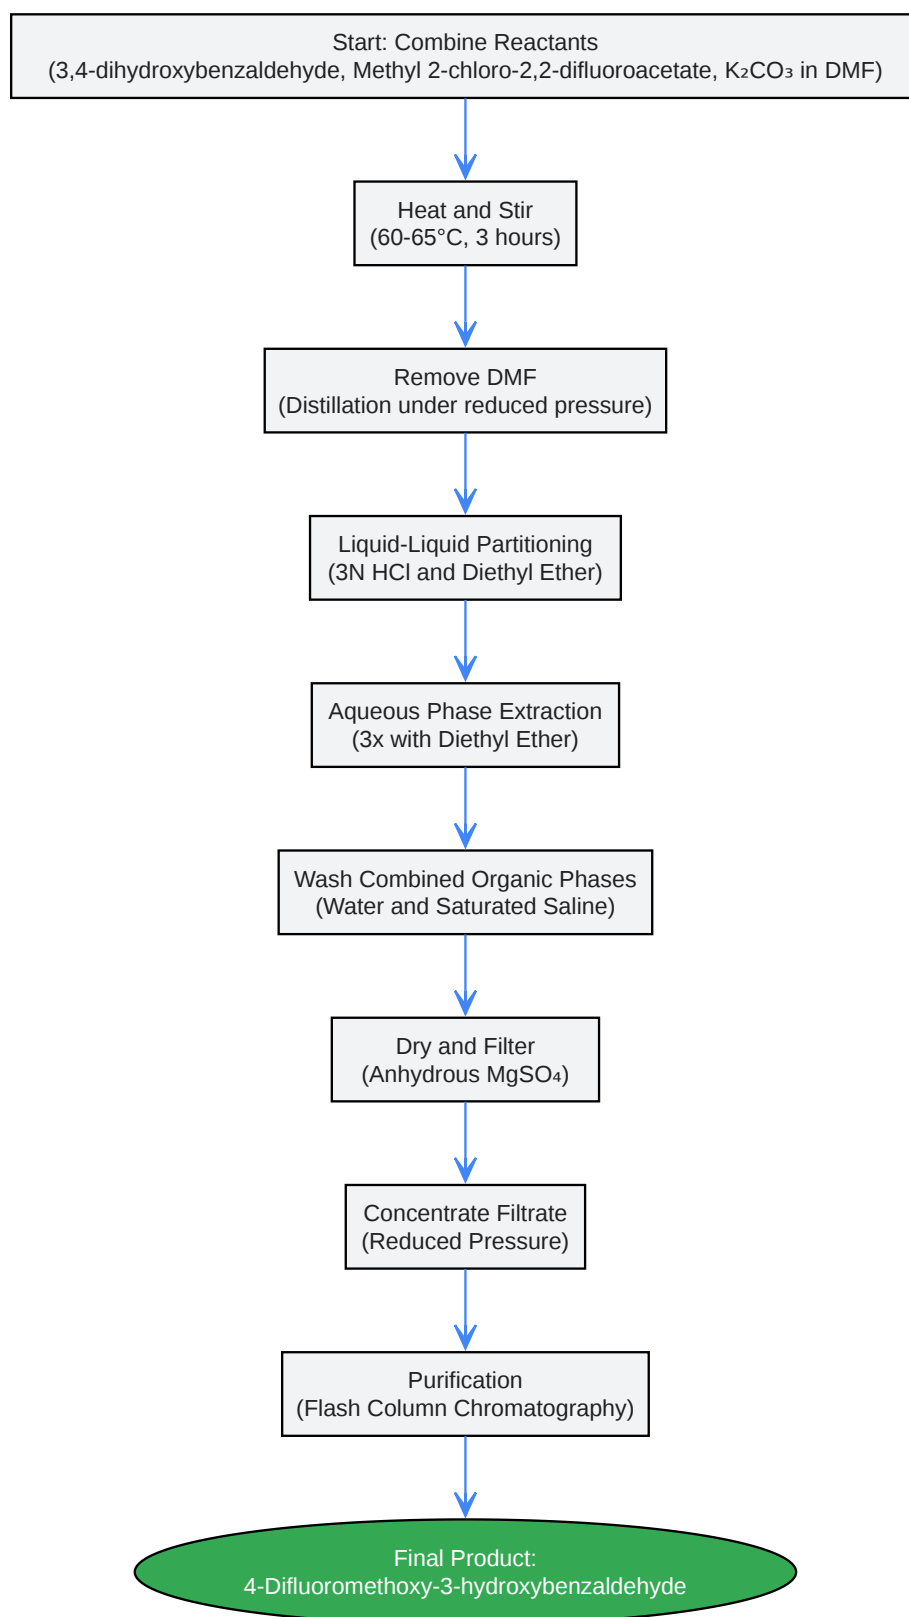 Start: Combine Reactants
(3,4-dihydroxybenzaldehyde, Methyl 2-chloro-2,2-difluoroacetate, K₂CO₃ in DMF)
Heat and Stir
(60-65°C, 3 hours)
Remove DMF
(Distillation under reduced pressure)
Liquid-Liquid Partitioning
(3N HCl and Diethyl Ether)
Aqueous Phase Extraction
(3x with Diethyl Ether)
Wash Combined Organic Phases
(Water and Saturated Saline)
Dry and Filter
(Anhydrous MgSO₄)
Concentrate Filtrate
(Reduced Pressure)
Purification
(Flash Column Chromatography)
Final Product:
4-Difluoromethoxy-3-hydroxybenzaldehyde